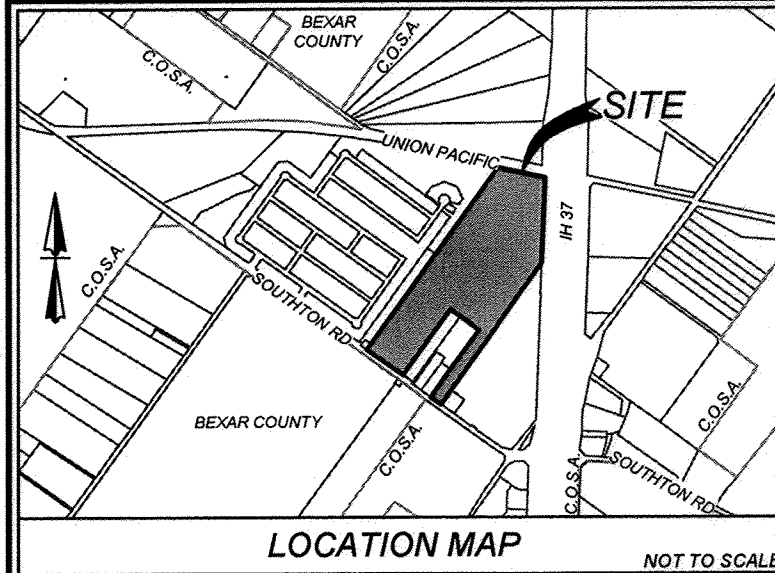 BEXAR
COUNTY
C.O.S.A.
C.O.S.A.
SITE
UNION PACIFIC
IH 37
C.O.S.A.
SOUTHTON RD
BEXAR COUNTY
C.O.S.A.
C.O.S.A.
SOUTHTON RD
C.O.S.A.
LOCATION MAP
NOT TO SCALE